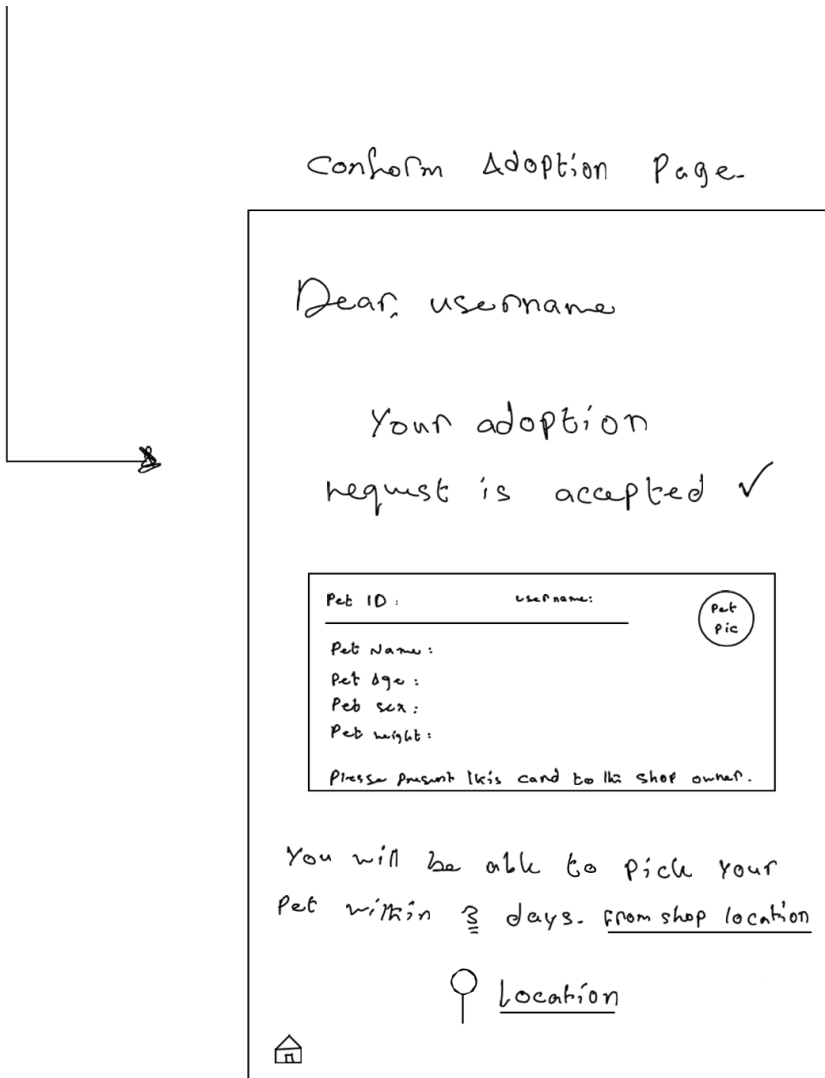 Conform Adoption Page.
Dear, username
Your adoption
request is accepted ✓
Pet ID :
username:
Pet Pic
Pet Name :
Pet Age :
Pet sex :
Pet weight :
Please present this card to the shop owner.
You will be able to pick your
Pet within 3 days. From shop location
Location